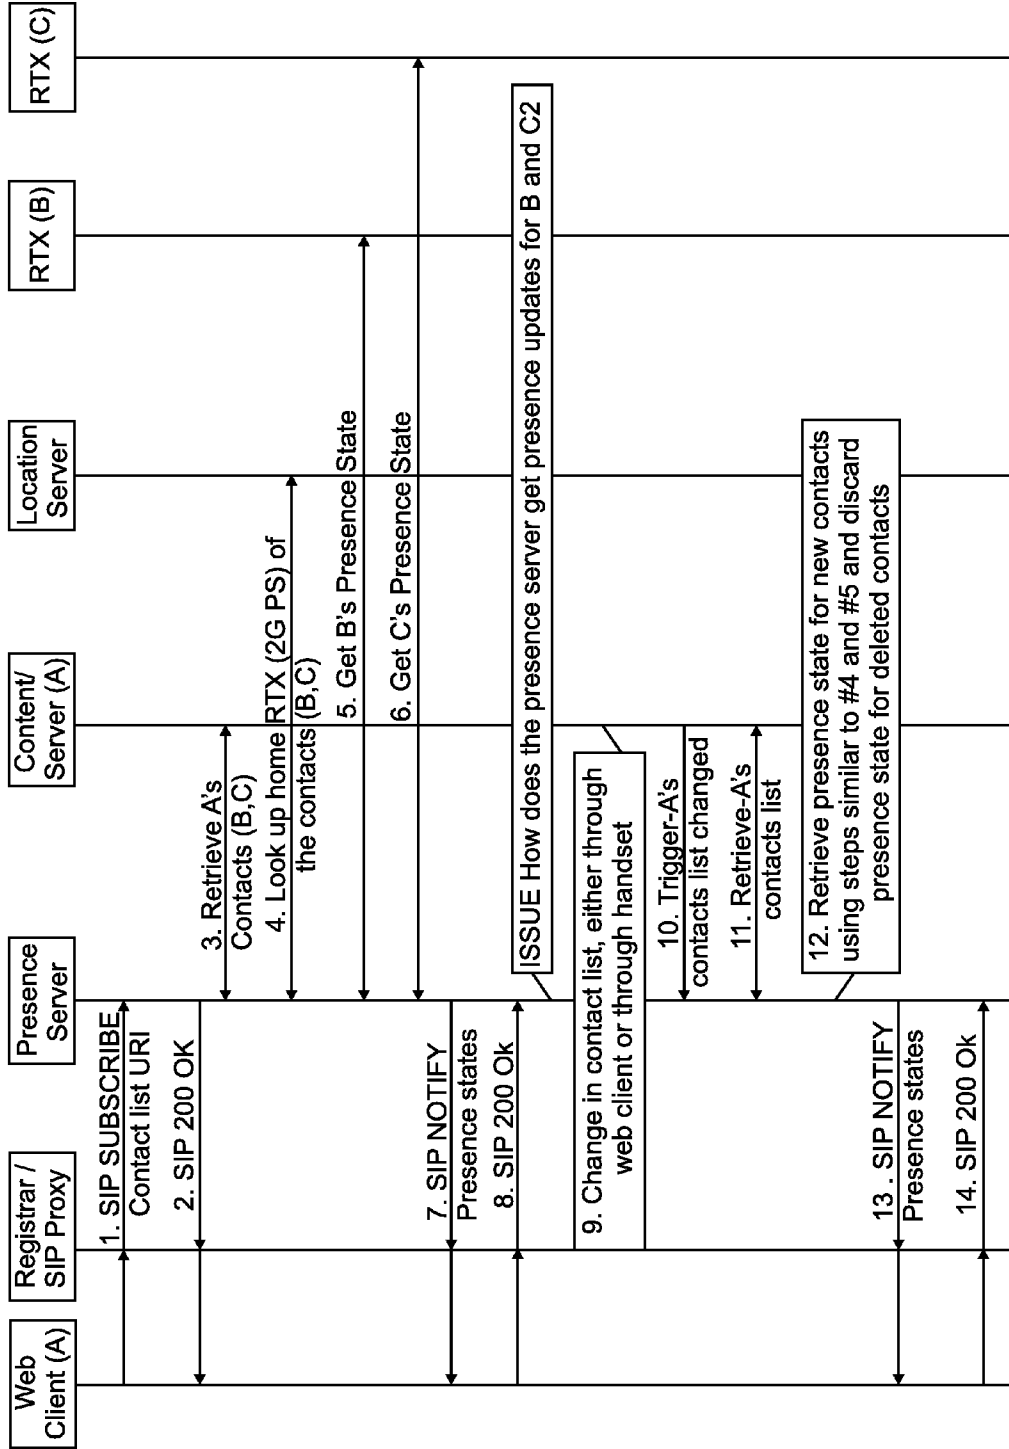 Web
Client (A)
Registrar /
SIP Proxy
Presence
Server
Content/
Server (A)
Location
Server
RTX (B)
RTX (C)
1. SIP SUBSCRIBE
Contact list URI
2. SIP 200 OK
3. Retrieve A's
Contacts (B,C)
4. Look up home RTX (2G PS) of
the contacts (B,C)
5. Get B's Presence State
6. Get C's Presence State
7. SIP NOTIFY
Presence states
8. SIP 200 Ok
ISSUE How does the presence server get presence updates for B and C2
9. Change in contact list, either through
web client or through handset
10. Trigger-A's
contacts list changed
11. Retrieve-A's
contacts list
12. Retrieve presence state for new contacts
using steps similar to #4 and #5 and discard
presence state for deleted contacts
13 . SIP NOTIFY
Presence states
14. SIP 200 Ok